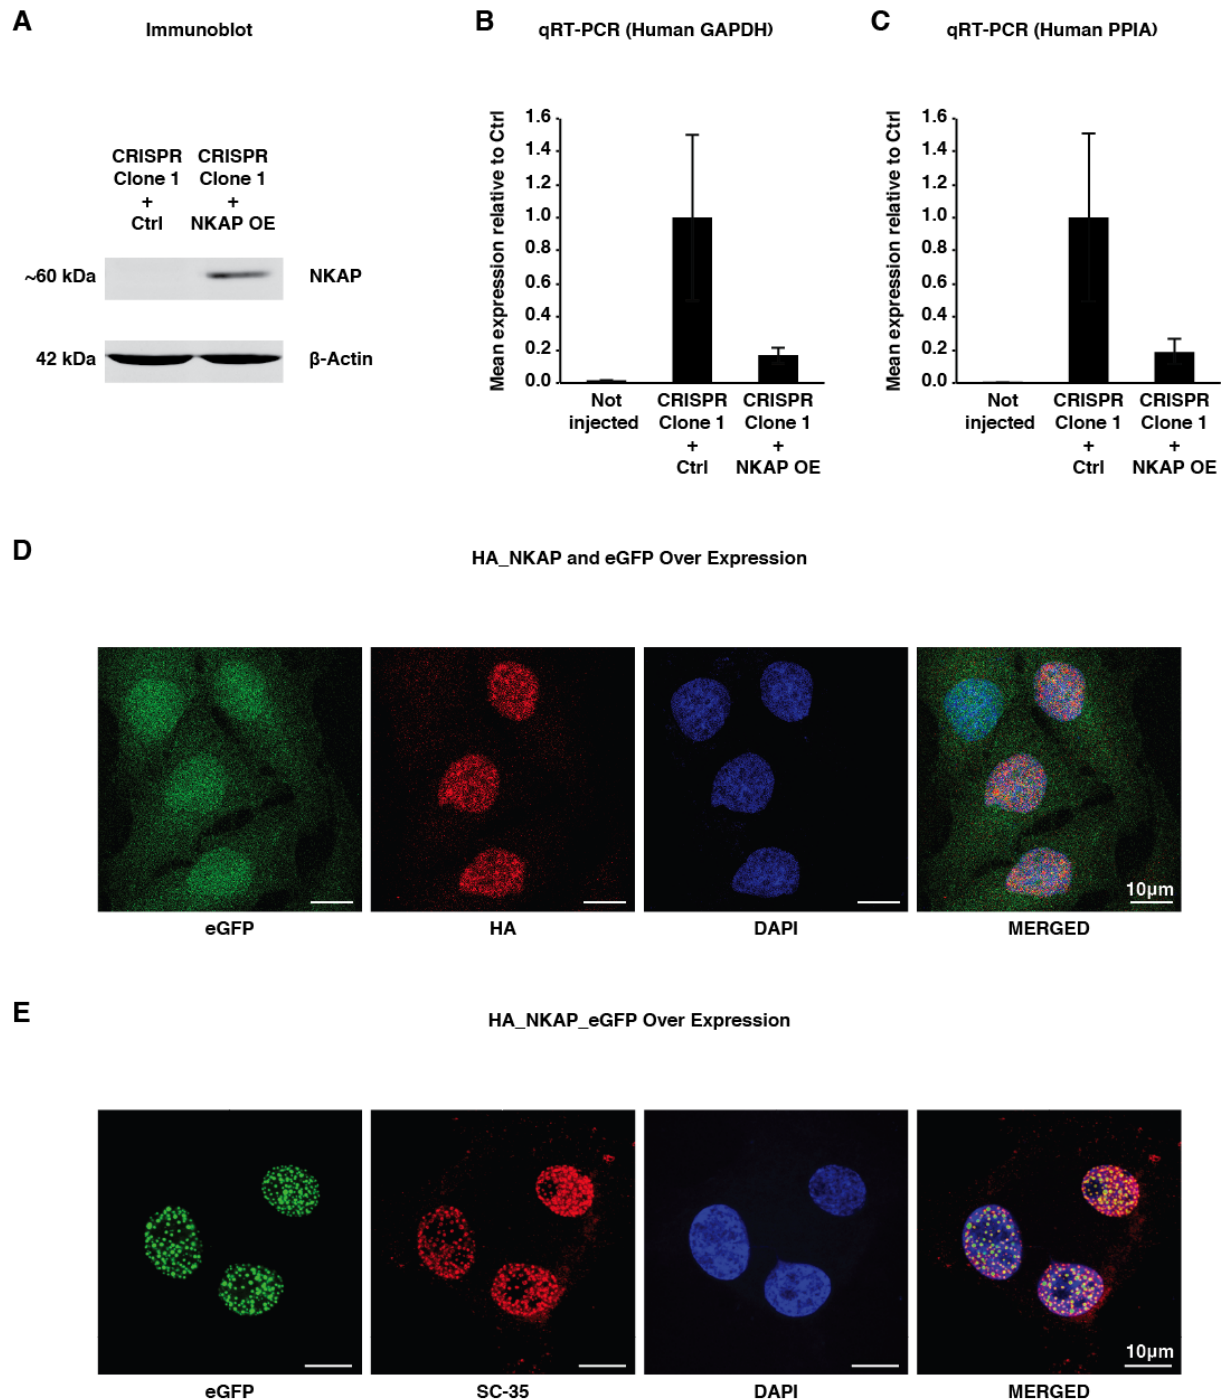 A
Immunoblot
CRISPR CRISPR
Clone 1 Clone 1
+ +
Ctrl NKAP OE
~60 kDa NKAP
42 kDa β-Actin
B
qRT-PCR (Human GAPDH)
Mean expression relative to Ctrl
1.6
1.4
1.2
1.0
0.8
0.6
0.4
0.2
0.0
Not CRISPR CRISPR
injected Clone 1 Clone 1
+ +
Ctrl NKAP OE
C
qRT-PCR (Human PPIA)
Mean expression relative to Ctrl
1.6
1.4
1.2
1.0
0.8
0.6
0.4
0.2
0.0
Not CRISPR CRISPR
injected Clone 1 Clone 1
+ +
Ctrl NKAP OE
D
HA_NKAP and eGFP Over Expression
10µm
eGFP HA DAPI MERGED
E
HA_NKAP_eGFP Over Expression
10µm
eGFP SC-35 DAPI MERGED